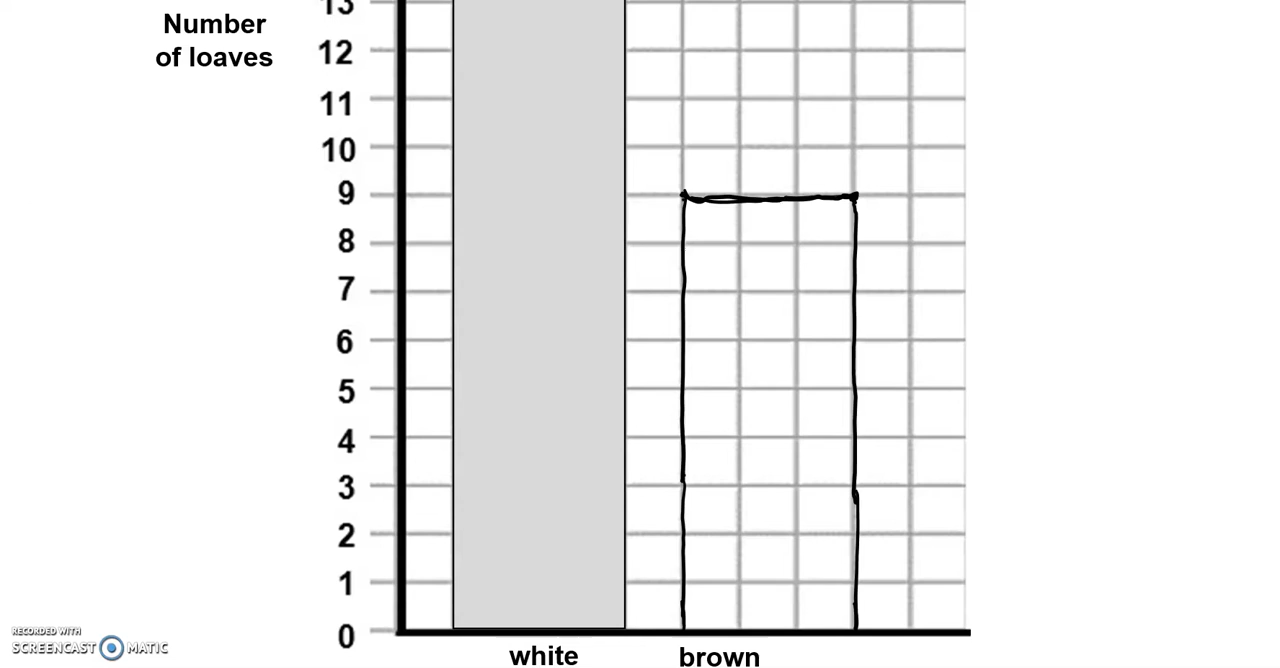 Number
of loaves
13
12
11
10
9
8
7
6
5
4
3
2
1
0
white brown
RECORDED WITH
SCREENCAST MATIC